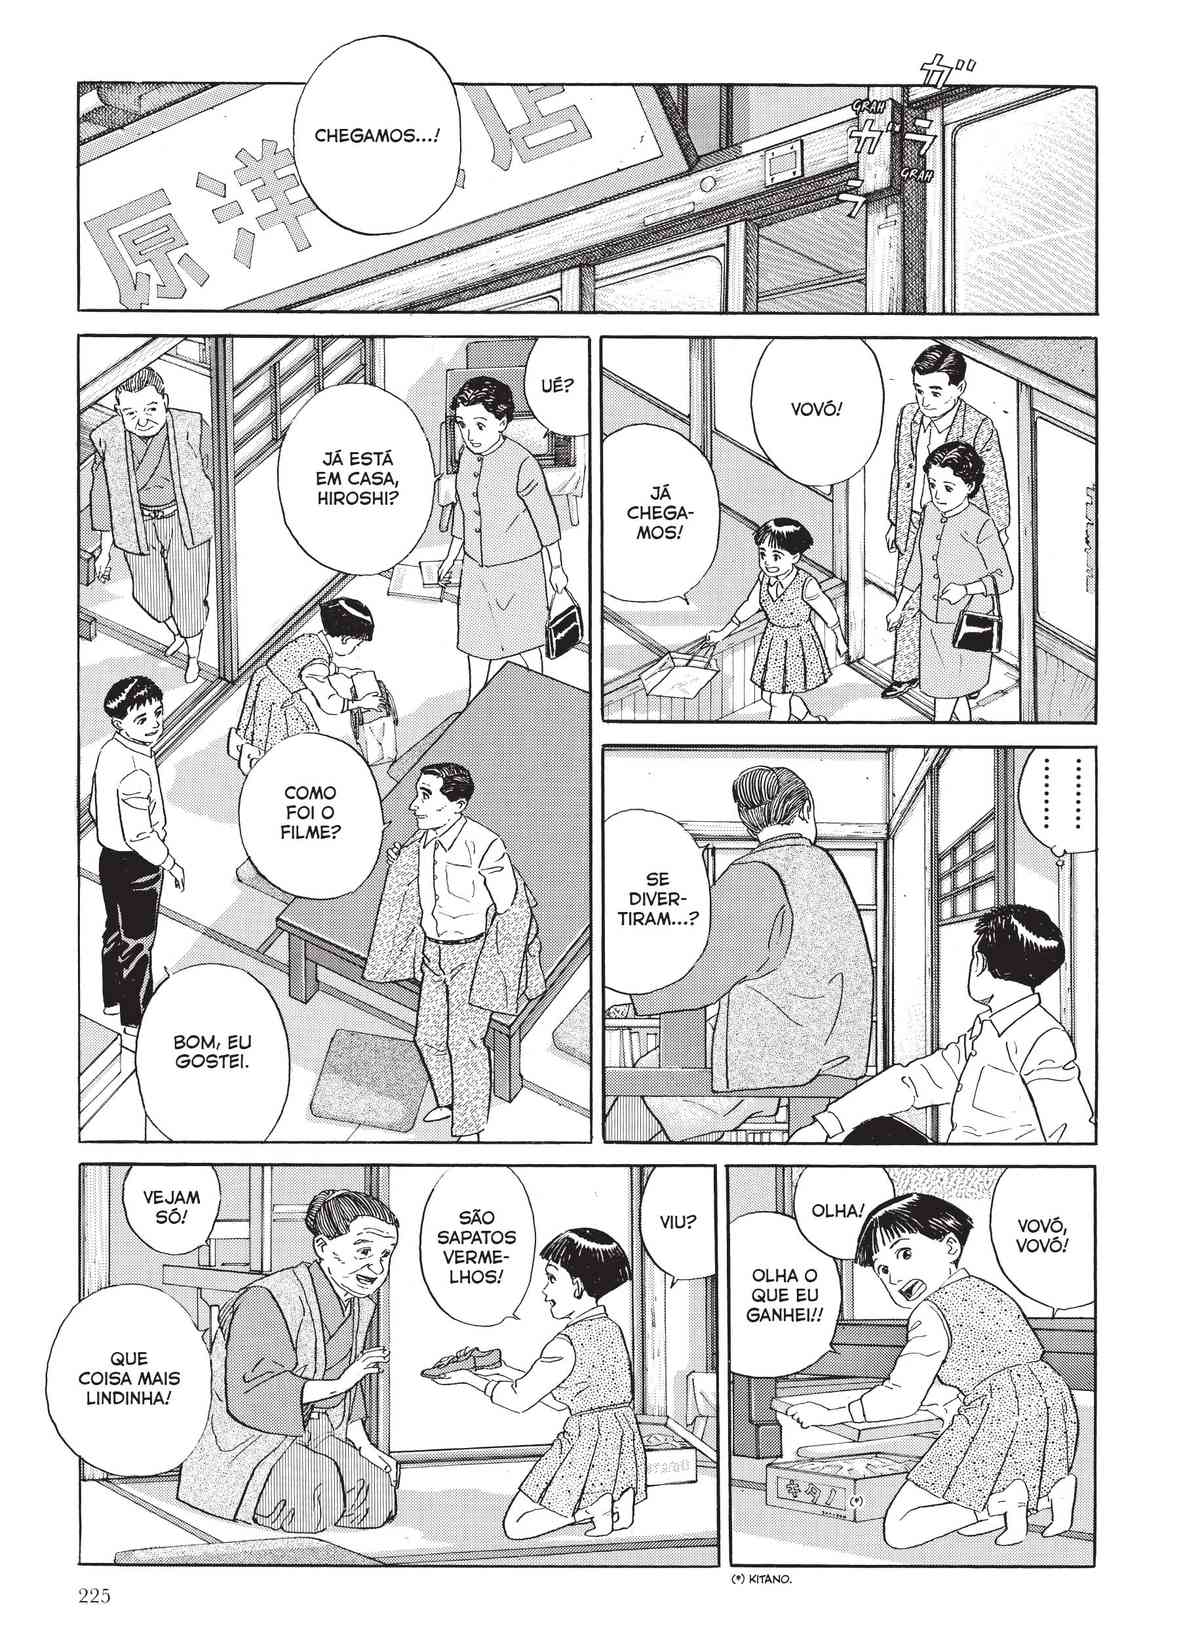 CHEGAMOS...!
原洋 店
ガ
ガラ
ラ
GRAH
GRAH
VOVÓ!
JÁ
CHEGA-
MOS!
SE
DIVER-
TIRAM...?
UÉ?
JÁ ESTÁ
EM CASA,
HIROSHI?
COMO
FOI O
FILME?
BOM, EU
GOSTEI.
VOVÓ,
VOVÓ!
OLHA!
OLHA O
QUE EU
GANHEI!!
キタノ (*)
(*) KITANO.
VIU?
SÃO
SAPATOS
VERME-
LHOS!
VEJAM
SÓ!
QUE
COISA MAIS
LINDINHA!
225